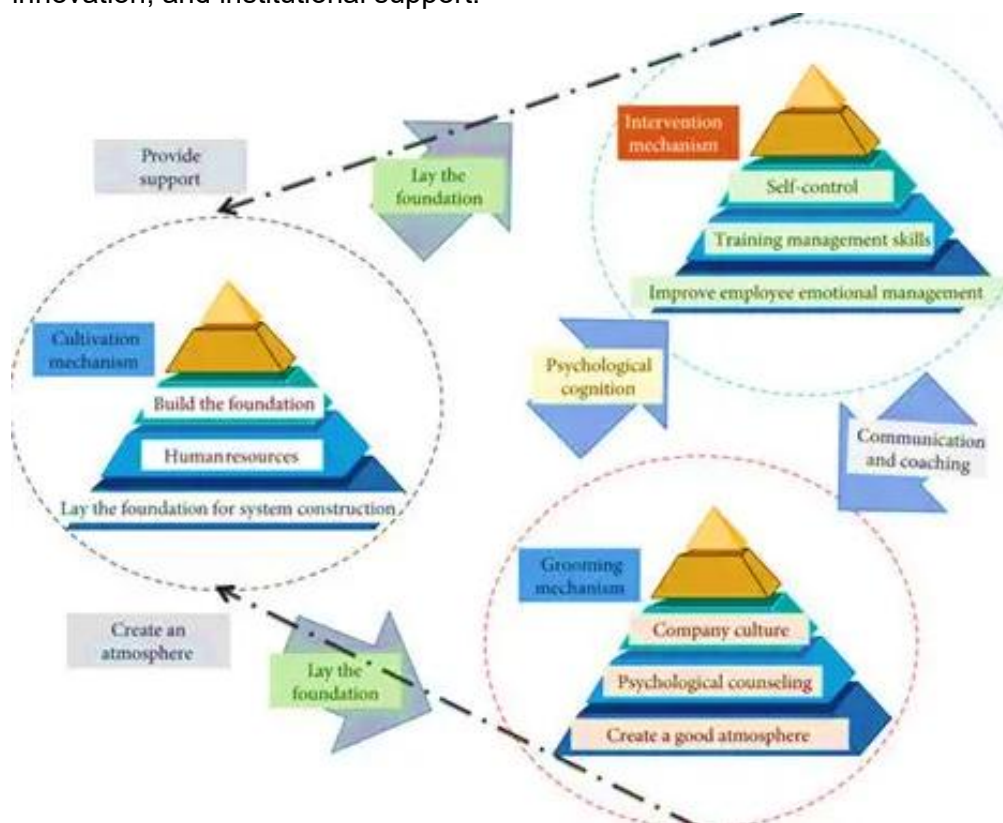 innovation, and institutional support.
Provide
support
Lay the
foundation
Intervention
mechanism
Self-control
Training management skills
Improve employee emotional management
Cultivation
mechanism
Build the foundation
Human resources
Lay the foundation for system construction
Psychological
cognition
Communication
and coaching
Grooming
mechanism
Company culture
Psychological counseling
Create a good atmosphere
Create an
atmosphere
Lay the
foundation